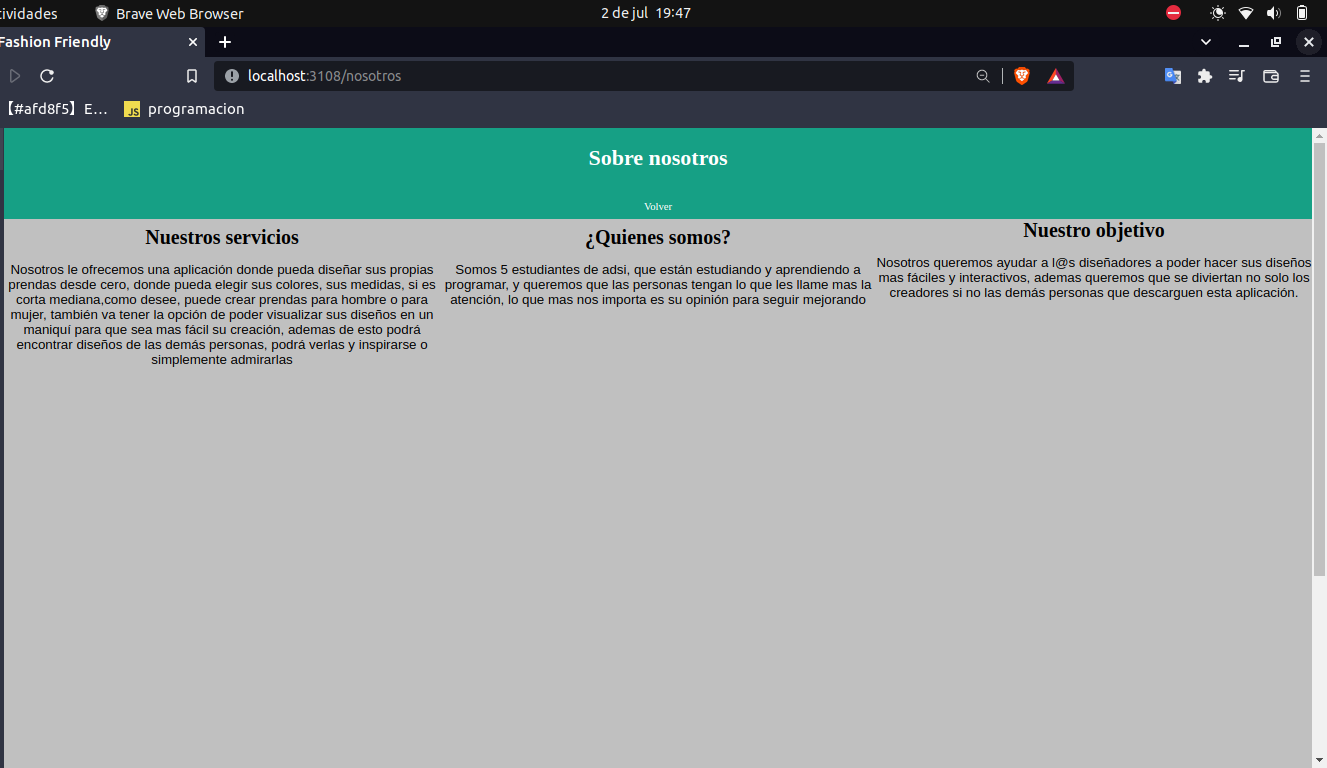 ividades
Brave Web Browser
2 de jul 19:47
Fashion Friendly
localhost:3108/nosotros
【#afd8f5】E...
JS programacion
Sobre nosotros
Volver
Nuestros servicios
Nosotros le ofrecemos una aplicación donde pueda diseñar sus propias
prendas desde cero, donde pueda elegir sus colores, sus medidas, si es
corta mediana,como desee, puede crear prendas para hombre o para
mujer, también va tener la opción de poder visualizar sus diseños en un
maniquí para que sea mas fácil su creación, ademas de esto podrá
encontrar diseños de las demás personas, podrá verlas y inspirarse o
simplemente admirarlas
¿Quienes somos?
Somos 5 estudiantes de adsi, que están estudiando y aprendiendo a
programar, y queremos que las personas tengan lo que les llame mas la
atención, lo que mas nos importa es su opinión para seguir mejorando
Nuestro objetivo
Nosotros queremos ayudar a l@s diseñadores a poder hacer sus diseños
mas fáciles y interactivos, ademas queremos que se diviertan no solo los
creadores si no las demás personas que descarguen esta aplicación.